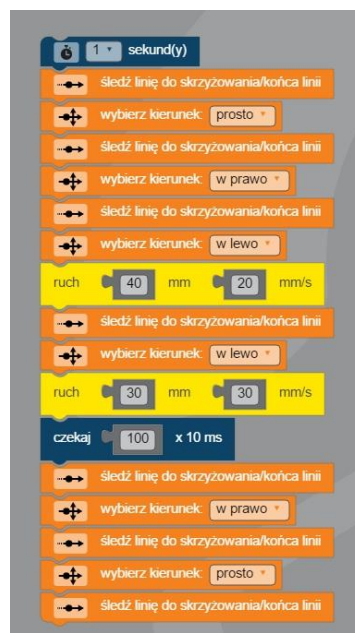 1 sekund(y)
śledź linię do skrzyżowania/końca linii
wybierz kierunek: prosto
śledź linię do skrzyżowania/końca linii
wybierz kierunek: w prawo
śledź linię do skrzyżowania/końca linii
wybierz kierunek: w lewo
ruch 40 mm 20 mm/s
śledź linię do skrzyżowania/końca linii
wybierz kierunek: w lewo
ruch 30 mm 30 mm/s
czekaj 100 x 10 ms
śledź linię do skrzyżowania/końca linii
wybierz kierunek: w prawo
śledź linię do skrzyżowania/końca linii
wybierz kierunek: prosto
śledź linię do skrzyżowania/końca linii